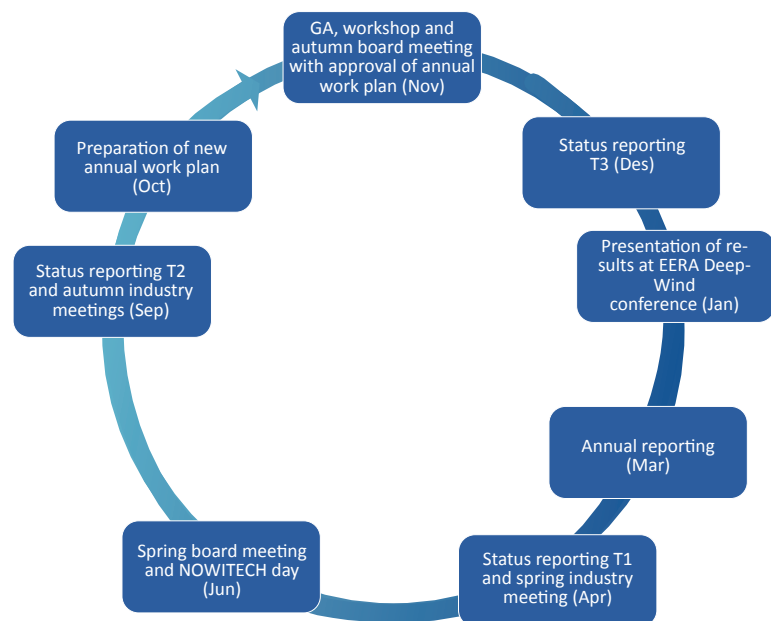 GA, workshop and
autumn board meeting
with approval of annual
work plan (Nov)
Status reporting
T3 (Des)
Presentation of re-
sults at EERA Deep-
Wind
conference (Jan)
Annual reporting
(Mar)
Status reporting T1
and spring industry
meeting (Apr)
Spring board meeting
and NOWITECH day
(Jun)
Status reporting T2
and autumn industry
meetings (Sep)
Preparation of new
annual work plan
(Oct)